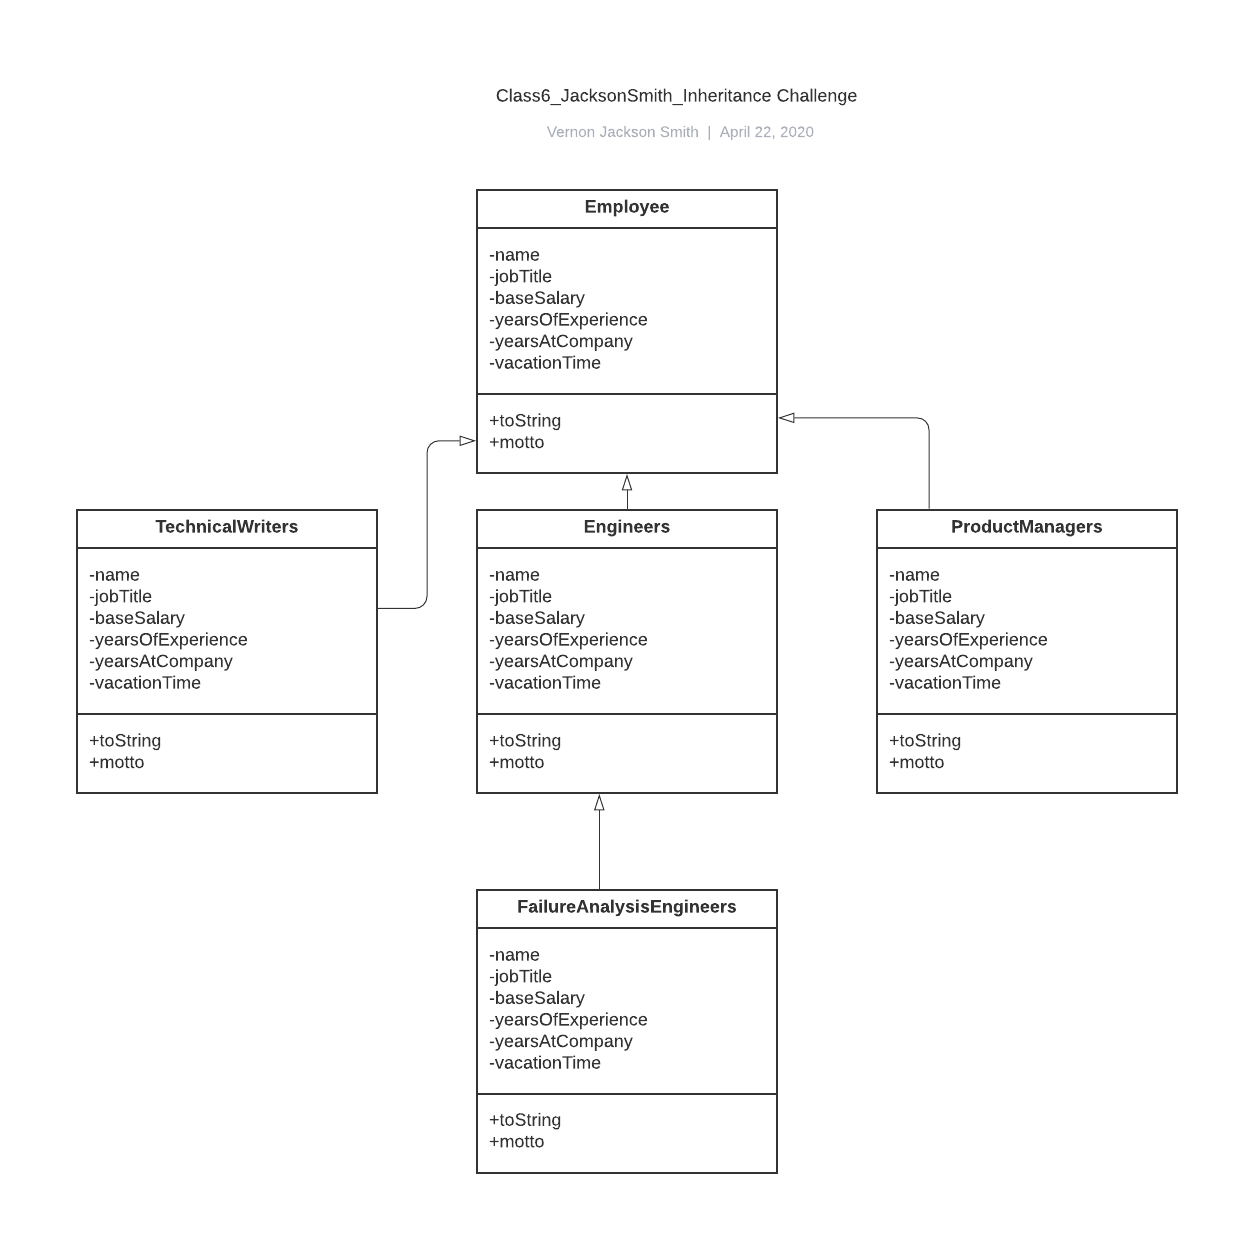 Class6_JacksonSmith_Inheritance Challenge
Vernon Jackson Smith | April 22, 2020
Employee
-name
-jobTitle
-baseSalary
-yearsOfExperience
-yearsAtCompany
-vacationTime
+toString
+motto
TechnicalWriters
-name
-jobTitle
-baseSalary
-yearsOfExperience
-yearsAtCompany
-vacationTime
+toString
+motto
Engineers
-name
-jobTitle
-baseSalary
-yearsOfExperience
-yearsAtCompany
-vacationTime
+toString
+motto
ProductManagers
-name
-jobTitle
-baseSalary
-yearsOfExperience
-yearsAtCompany
-vacationTime
+toString
+motto
FailureAnalysisEngineers
-name
-jobTitle
-baseSalary
-yearsOfExperience
-yearsAtCompany
-vacationTime
+toString
+motto